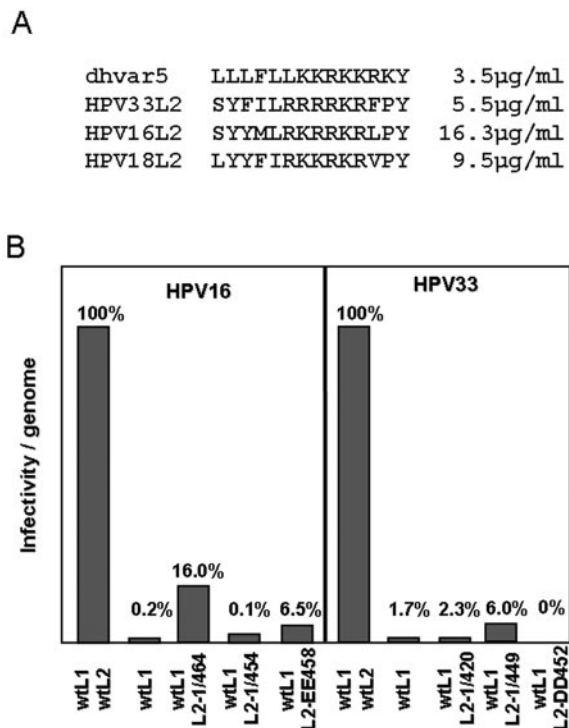 A
dhvar5 LLLFLLKKRKKRKY 3.5µg/ml
HPV33L2 SYFILRRRRKRFPY 5.5µg/ml
HPV16L2 SYYMLRKRRKRLPY 16.3µg/ml
HPV18L2 LYYFIRKKRKRVPY 9.5µg/ml
B
HPV16 HPV33
100% 0.2% 16.0% 0.1% 6.5% 100% 1.7% 2.3% 6.0% 0%
Infectivity / genome
wtL1
wtL2
wtL1
wtL1
L2-1/464
wtL1
L2-1/454
wtL1
L2-EE458
wtL1
wtL2
wtL1
wtL1
L2-1/420
wtL1
L2-1/449
wtL1
L2-DD452